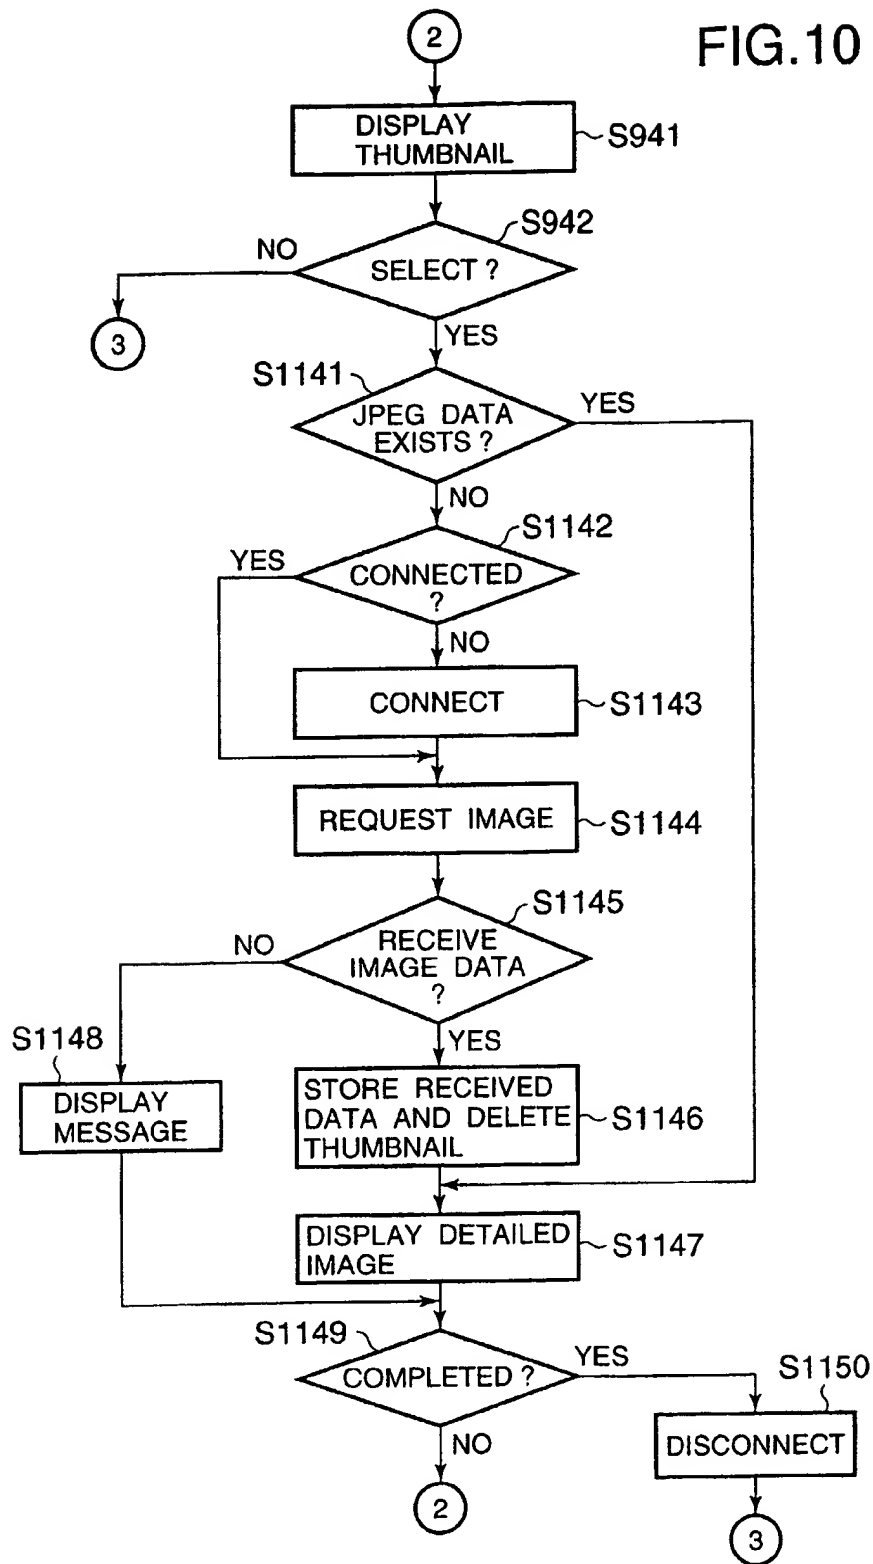 2
FIG.10
DISPLAY
THUMBNAIL
S941
S942
NO
SELECT ?
3
YES
S1141
JPEG DATA
EXISTS ?
YES
NO
S1142
YES
CONNECTED
?
NO
CONNECT
S1143
REQUEST IMAGE
S1144
S1145
NO
RECEIVE
IMAGE DATA
?
YES
S1148
DISPLAY
MESSAGE
STORE RECEIVED
DATA AND DELETE
THUMBNAIL
S1146
DISPLAY DETAILED
IMAGE
S1147
S1149
COMPLETED ?
YES
S1150
DISCONNECT
NO
2
3